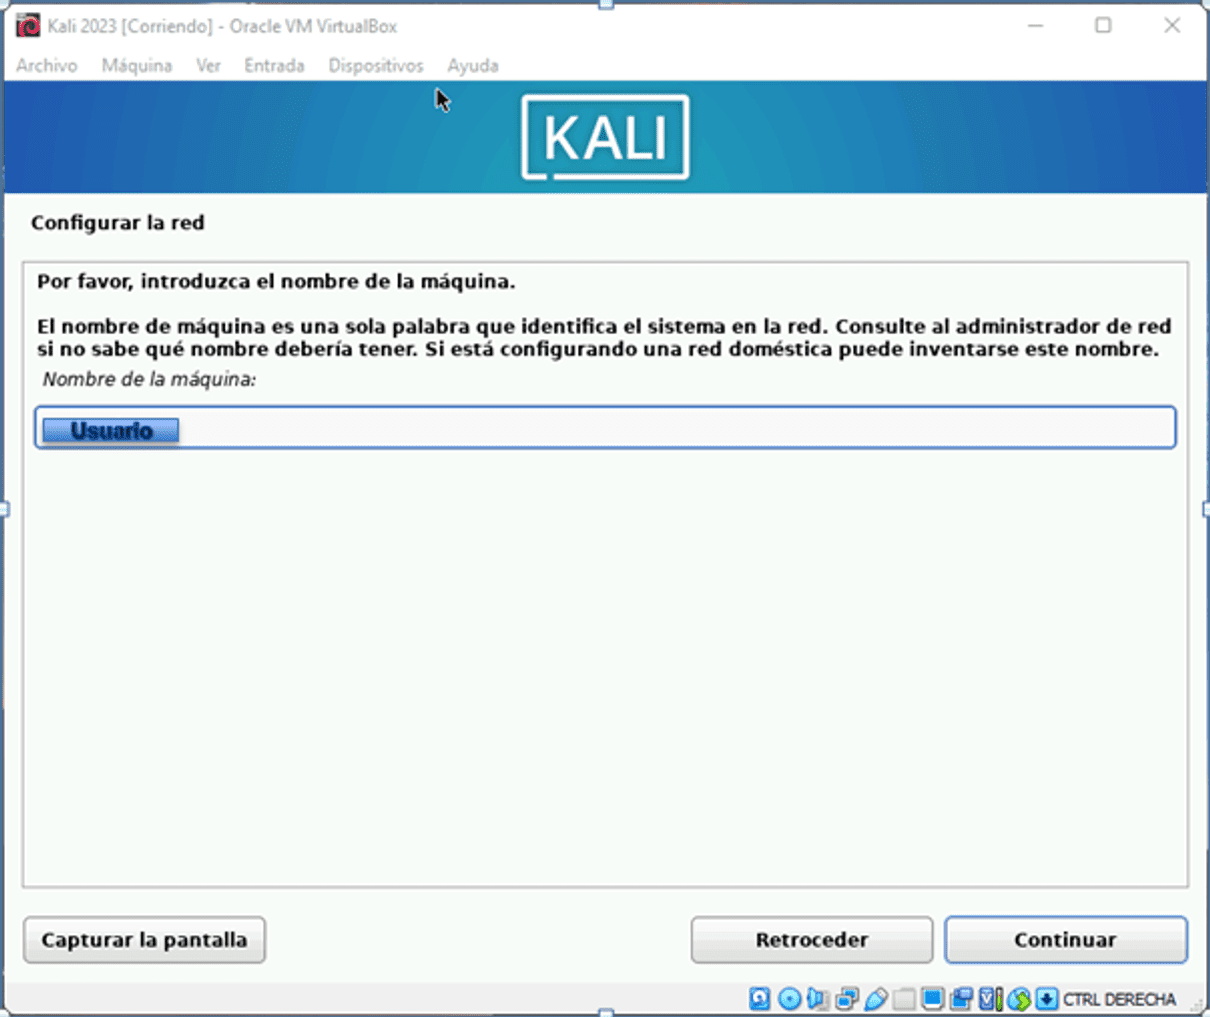 Kali 2023 [Corriendo] - Oracle VM VirtualBox
Archivo Máquina Ver Entrada Dispositivos Ayuda
KALI
Configurar la red
Por favor, introduzca el nombre de la máquina.
El nombre de máquina es una sola palabra que identifica el sistema en la red. Consulte al administrador de red
si no sabe qué nombre debería tener. Si está configurando una red doméstica puede inventarse este nombre.
Nombre de la máquina:
Usuario
Capturar la pantalla Retroceder Continuar
CTRL DERECHA